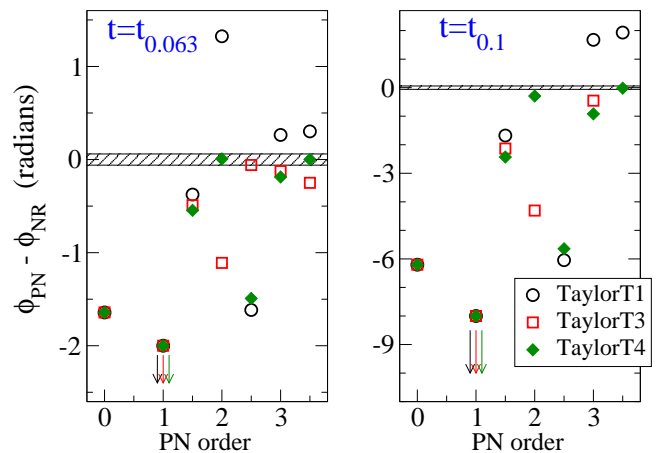 t=t0.063
t=t0.1
ϕPN - ϕNR (radians)
1
0
-1
-2
0
-3
-6
-9
TaylorT1
TaylorT3
TaylorT4
0 1 2 3
0 1 2 3
PN order
PN order